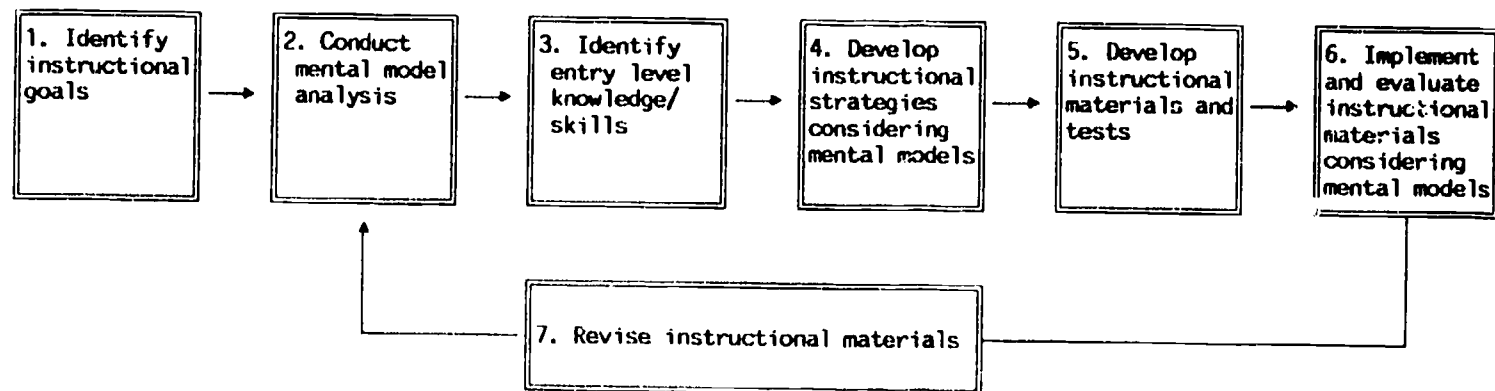 1. Identify
instructional
goals
2. Conduct
mental model
analysis
3. Identify
entry level
knowledge/
skills
4. Develop
instructional
strategies
considering
mental models
5. Develop
instructional
materials and
tests
6. Implement
and evaluate
instructional
materials
considering
mental models
7. Revise instructional materials